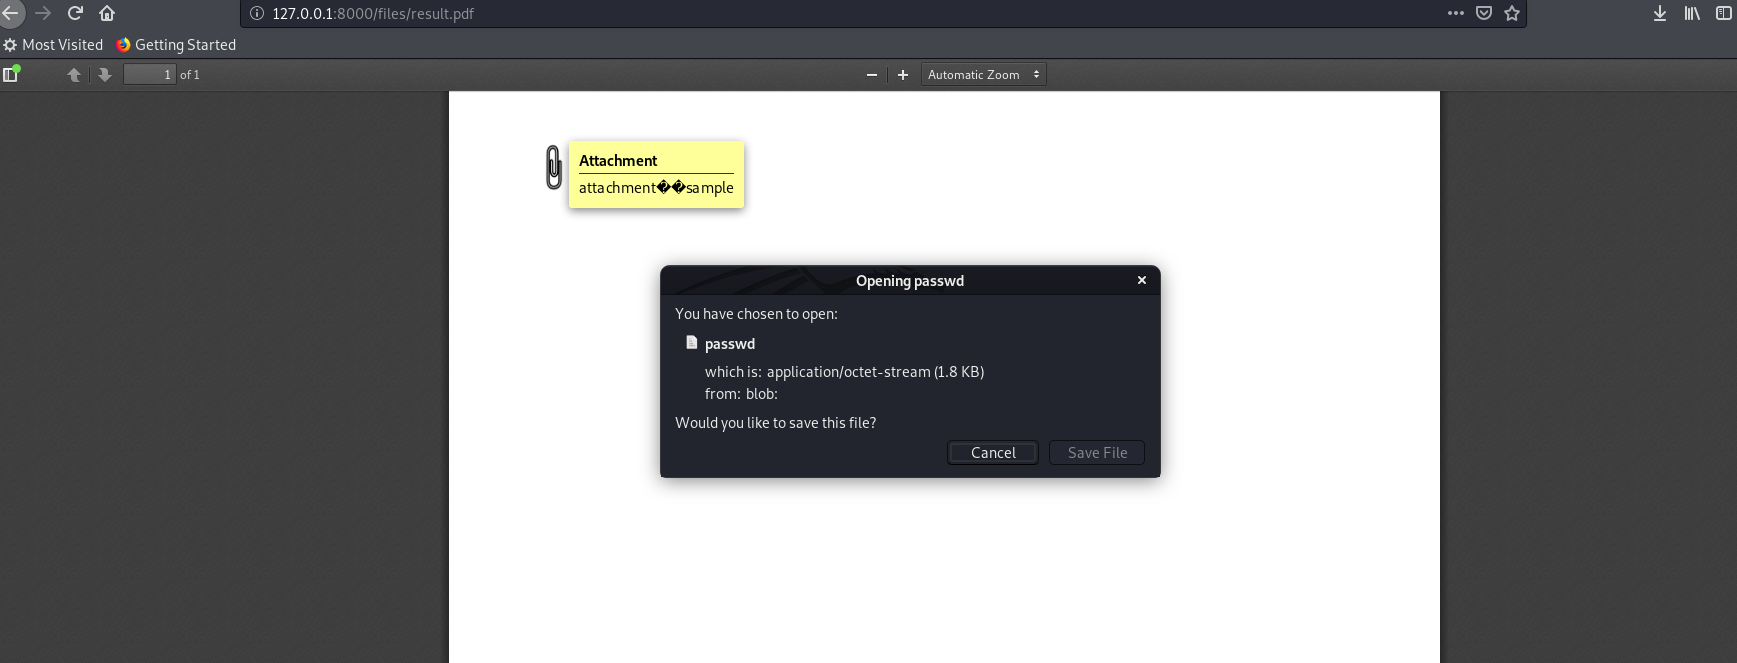 127.0.0.1:8000/files/result.pdf
Most Visited Getting Started
1 of 1
Automatic Zoom
Attachment
attachment��sample
Opening passwd
You have chosen to open:
passwd
which is: application/octet-stream (1.8 KB)
from: blob:
Would you like to save this file?
Cancel Save File